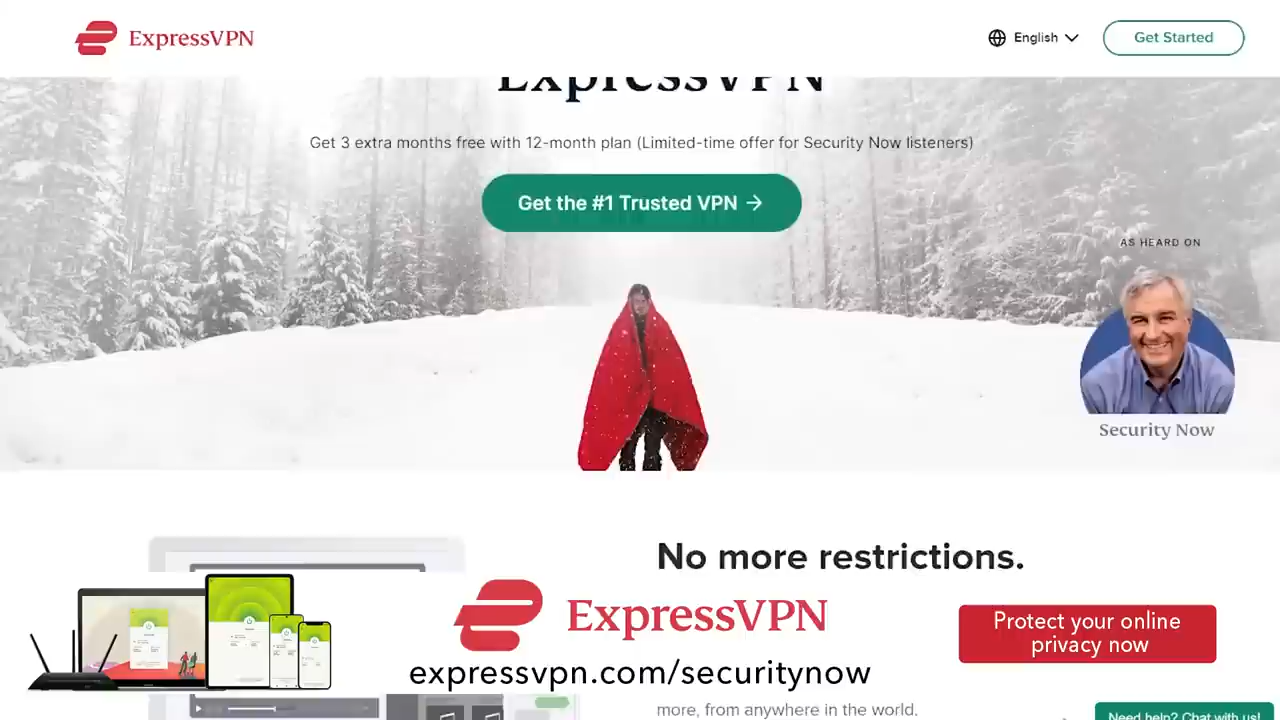 ExpressVPN
English
Get Started
ExpressVPN
Get 3 extra months free with 12-month plan (Limited-time offer for Security Now listeners)
Get the #1 Trusted VPN →
AS HEARD ON
Security Now
No more restrictions.
ExpressVPN
expressvpn.com/securitynow
Protect your online
privacy now
more, from anywhere in the world.
Need help? Chat with us!